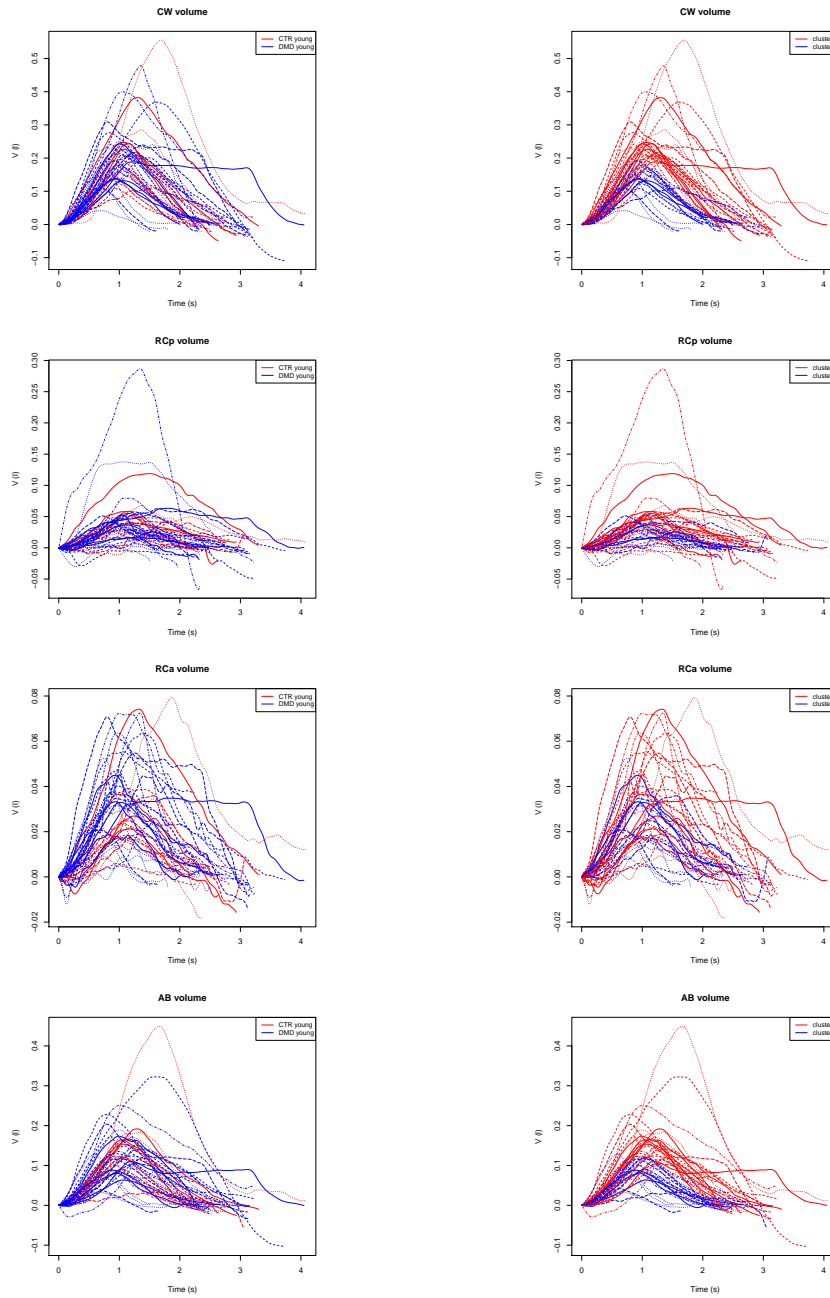 CW volume
CW volume
CTR young
DMD young
cluste
cluste
V (l)
0.5
0.4
0.3
0.2
0.1
0.0
−0.1
0 1 2 3 4
Time (s)
V (l)
0.5
0.4
0.3
0.2
0.1
0.0
−0.1
0 1 2 3 4
Time (s)
RCp volume
RCp volume
CTR young
DMD young
cluste
cluste
V (l)
0.30
0.25
0.20
0.15
0.10
0.05
0.00
−0.05
0 1 2 3 4
Time (s)
V (l)
0.30
0.25
0.20
0.15
0.10
0.05
0.00
−0.05
0 1 2 3 4
Time (s)
RCa volume
RCa volume
CTR young
DMD young
cluste
cluste
V (l)
0.08
0.06
0.04
0.02
0.00
−0.02
0 1 2 3 4
Time (s)
V (l)
0.08
0.06
0.04
0.02
0.00
−0.02
0 1 2 3 4
Time (s)
AB volume
AB volume
CTR young
DMD young
cluste
cluste
V (l)
0.4
0.3
0.2
0.1
0.0
−0.1
0 1 2 3 4
Time (s)
V (l)
0.4
0.3
0.2
0.1
0.0
−0.1
0 1 2 3 4
Time (s)